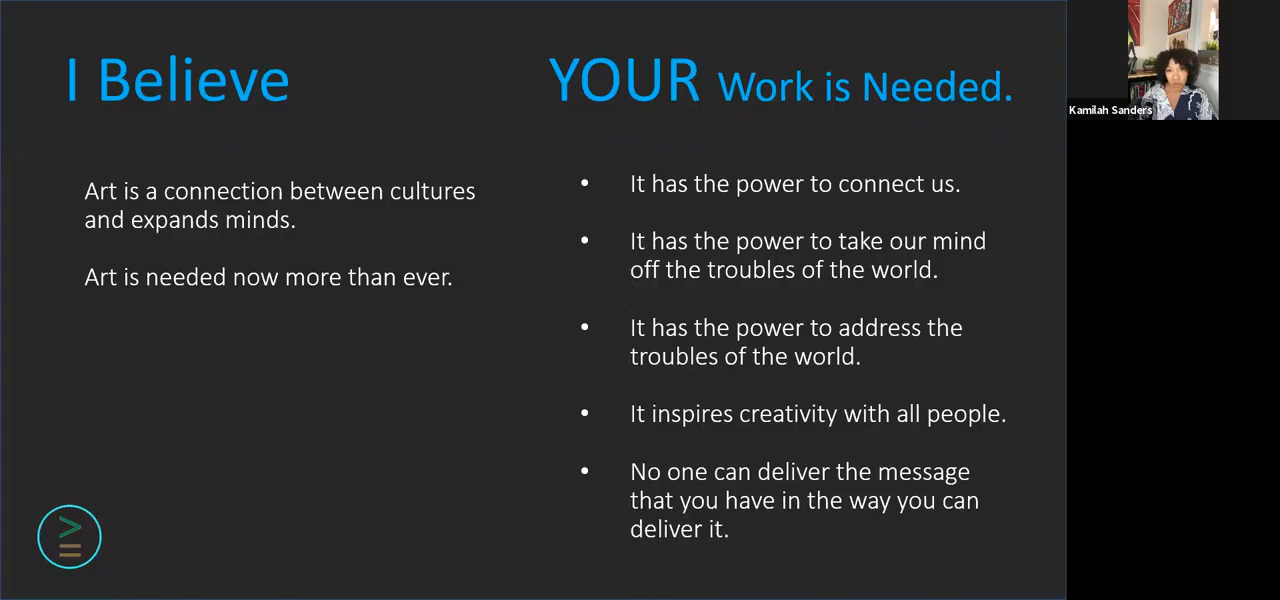 I Believe
Art is a connection between cultures
and expands minds.
Art is needed now more than ever.
YOUR Work is Needed.
• It has the power to connect us.
• It has the power to take our mind
off the troubles of the world.
• It has the power to address the
troubles of the world.
• It inspires creativity with all people.
• No one can deliver the message
that you have in the way you can
deliver it.
Kamilah Sanders